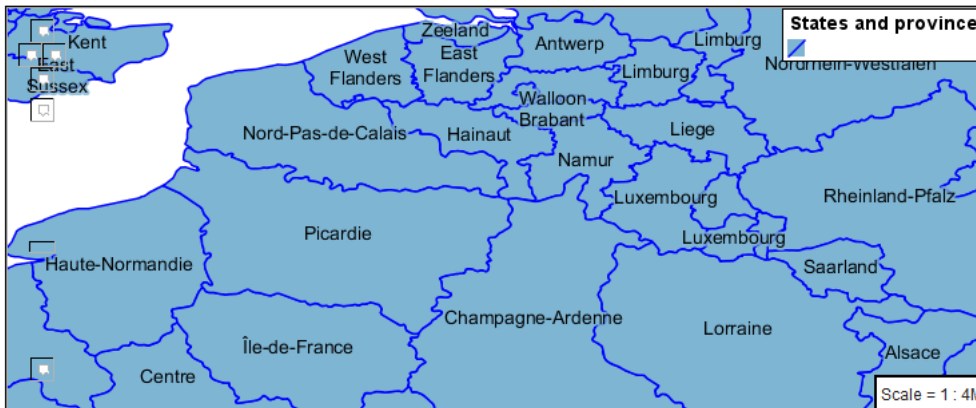 States and province
Kent
East
Sussex
Zeeland
West
Flanders
East
Flanders
Antwerp
Limburg
Limburg
Nordrhein-Westfalen
Walloon
Brabant
Nord-Pas-de-Calais
Hainaut
Liege
Namur
Luxembourg
Rheinland-Pfalz
Picardie
Luxembourg
Haute-Normandie
Saarland
Champagne-Ardenne
Lorraine
Île-de-France
Alsace
Centre
Scale = 1 : 4M